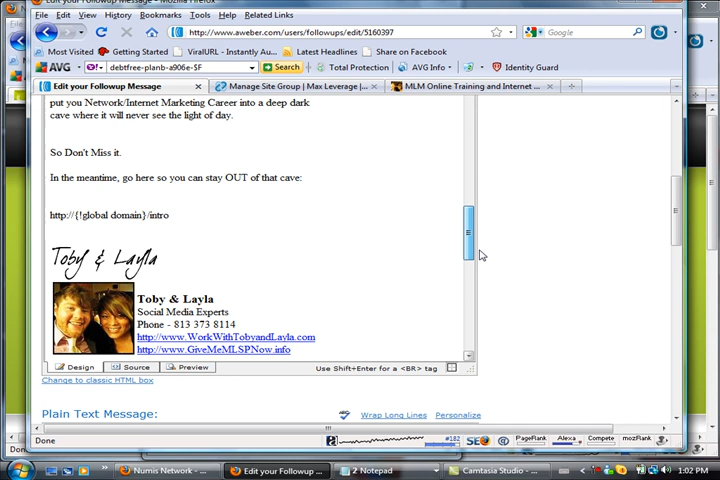 Edit your Followup Message - Mozilla Firefox
File Edit View History Bookmarks Tools Help Related Links
http://www.aweber.com/users/followups/edit/5160397
Google
Most Visited ViralURL - Instantly Au... Latest Headlines Share on Facebook
AVG Y! debtfree-planb-a906e-SF Search Total Protection AVG Info Identity Guard
Edit your Followup Message Manage Site Group | Max Leverage | ... MLM Online Training and Internet ...
put you Network/Internet Marketing Career into a deep dark
cave where it will never see the light of day.
So Don't Miss it.
In the meantime, go here so you can stay OUT of that cave:
http://{!global domain}/intro
Toby & Layla
Toby & Layla
Social Media Experts
Phone - 813 373 8114
http://www.WorkWithTobyandLayla.com
http://www.GiveMeMLSPNow.info
Design Source Preview Use Shift+Enter for a <BR> tag
Change to classic HTML box
Plain Text Message: ABC Wrap Long Lines Personalize
Done #182 SEO PageRank Alexa Compete mozRank
Done
Numis Network - ... Edit your Followup ... 2 Notepad Camtasia Studio - ... 1:02 PM